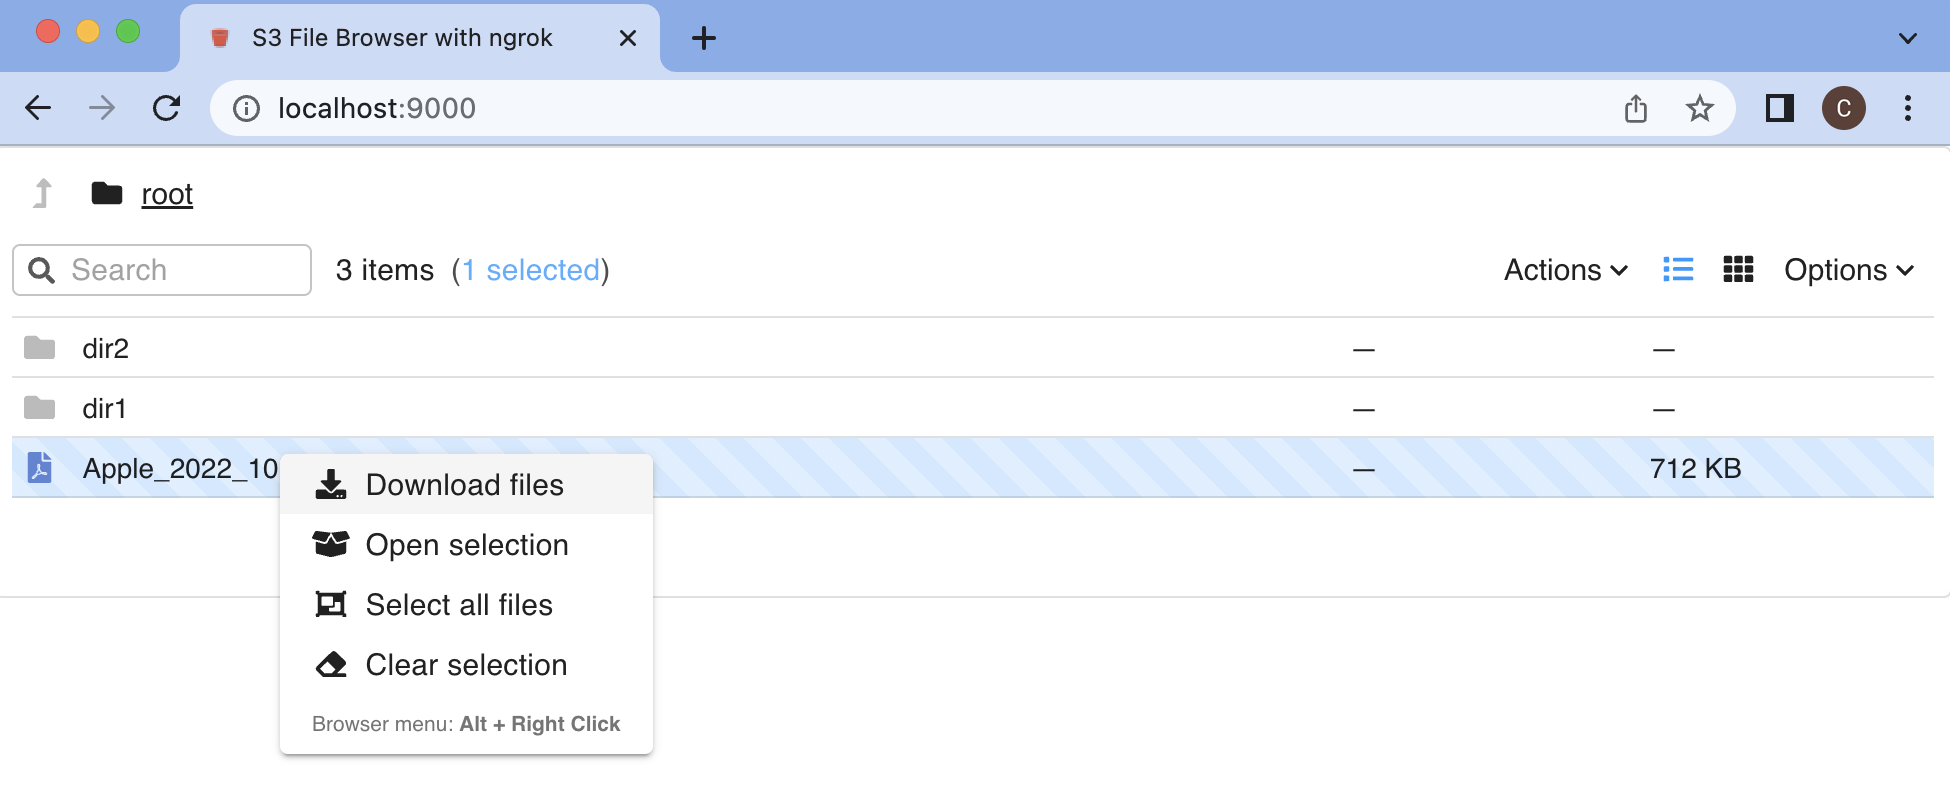 S3 File Browser with ngrok
localhost:9000
C
root
Search 3 items (1 selected) Actions Options
dir2 — —
dir1 — —
Apple_2022_10 — 712 KB
Download files
Open selection
Select all files
Clear selection
Browser menu: Alt + Right Click